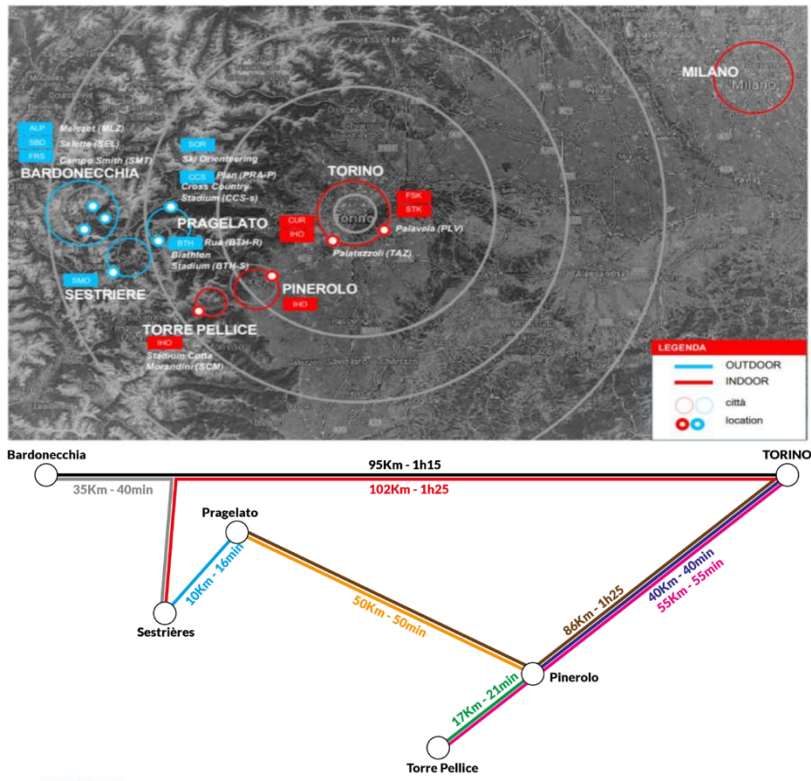 MILANO
Milano
ALP
Melezet (MLZ)
SBD
Selette (SEL)
FRS
Campo Smith (SMT)
BARDONECCHIA
SOR
Ski Orienteering
CCS
Plan (PRA-P)
Cross Country
Stadium (CCS-s)
PRAGELATO
BTH
Rua (BTH-R)
Biathlon
Stadium (BTH-S)
SMO
SESTRIERE
TORINO
Torino
FSK
STK
CUR
IHO
Palavela (PLV)
Palatazzoli (TAZ)
PINEROLO
IHO
TORRE PELLICE
IHO
Stadium Cotta
Morandini (SCM)
LEGENDA
OUTDOOR
INDOOR
città
location
Bardonecchia
95Km - 1h15
TORINO
35Km - 40min
102Km - 1h25
Pragelato
10Km - 16min
Sestrières
50Km - 50min
86Km - 1h25
40Km - 40min
55Km - 55min
Pinerolo
17Km - 21min
Torre Pellice